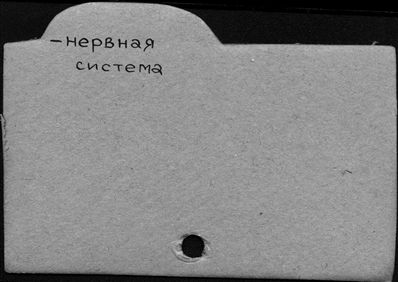 – нервная
система